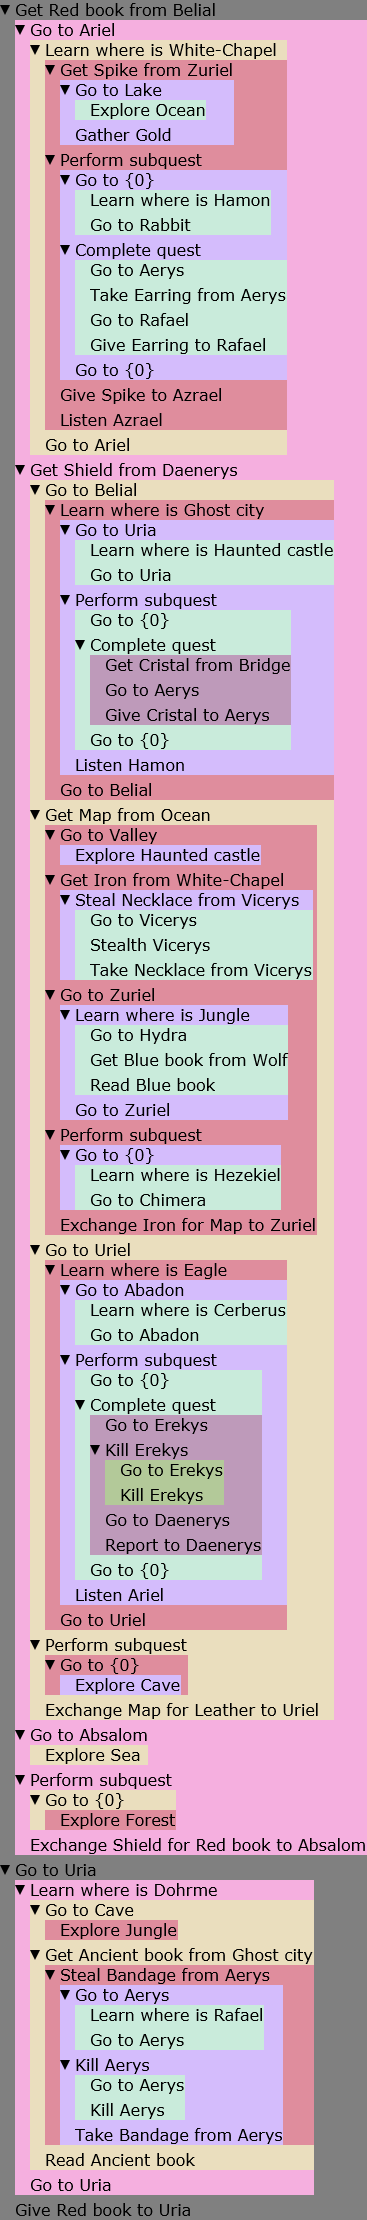 Get Red book from Belial
Go to Ariel
Learn where is White-Chapel
Get Spike from Zuriel
Go to Lake
Explore Ocean
Gather Gold
Perform subquest
Go to {0}
Learn where is Hamon
Go to Rabbit
Complete quest
Go to Aerys
Take Earring from Aerys
Go to Rafael
Give Earring to Rafael
Go to {0}
Give Spike to Azrael
Listen Azrael
Go to Ariel
Get Shield from Daenerys
Go to Belial
Learn where is Ghost city
Go to Uria
Learn where is Haunted castle
Go to Uria
Perform subquest
Go to {0}
Complete quest
Get Cristal from Bridge
Go to Aerys
Give Cristal to Aerys
Go to {0}
Listen Hamon
Go to Belial
Get Map from Ocean
Go to Valley
Explore Haunted castle
Get Iron from White-Chapel
Steal Necklace from Vicerys
Go to Vicerys
Stealth Vicerys
Take Necklace from Vicerys
Go to Zuriel
Learn where is Jungle
Go to Hydra
Get Blue book from Wolf
Read Blue book
Go to Zuriel
Perform subquest
Go to {0}
Learn where is Hezekiel
Go to Chimera
Exchange Iron for Map to Zuriel
Go to Uriel
Learn where is Eagle
Go to Abadon
Learn where is Cerberus
Go to Abadon
Perform subquest
Go to {0}
Complete quest
Go to Erekys
Kill Erekys
Go to Erekys
Kill Erekys
Go to Daenerys
Report to Daenerys
Go to {0}
Listen Ariel
Go to Uriel
Perform subquest
Go to {0}
Explore Cave
Exchange Map for Leather to Uriel
Go to Absalom
Explore Sea
Perform subquest
Go to {0}
Explore Forest
Exchange Shield for Red book to Absalom
Go to Uria
Learn where is Dohrme
Go to Cave
Explore Jungle
Get Ancient book from Ghost city
Steal Bandage from Aerys
Go to Aerys
Learn where is Rafael
Go to Aerys
Kill Aerys
Go to Aerys
Kill Aerys
Take Bandage from Aerys
Read Ancient book
Go to Uria
Give Red book to Uria